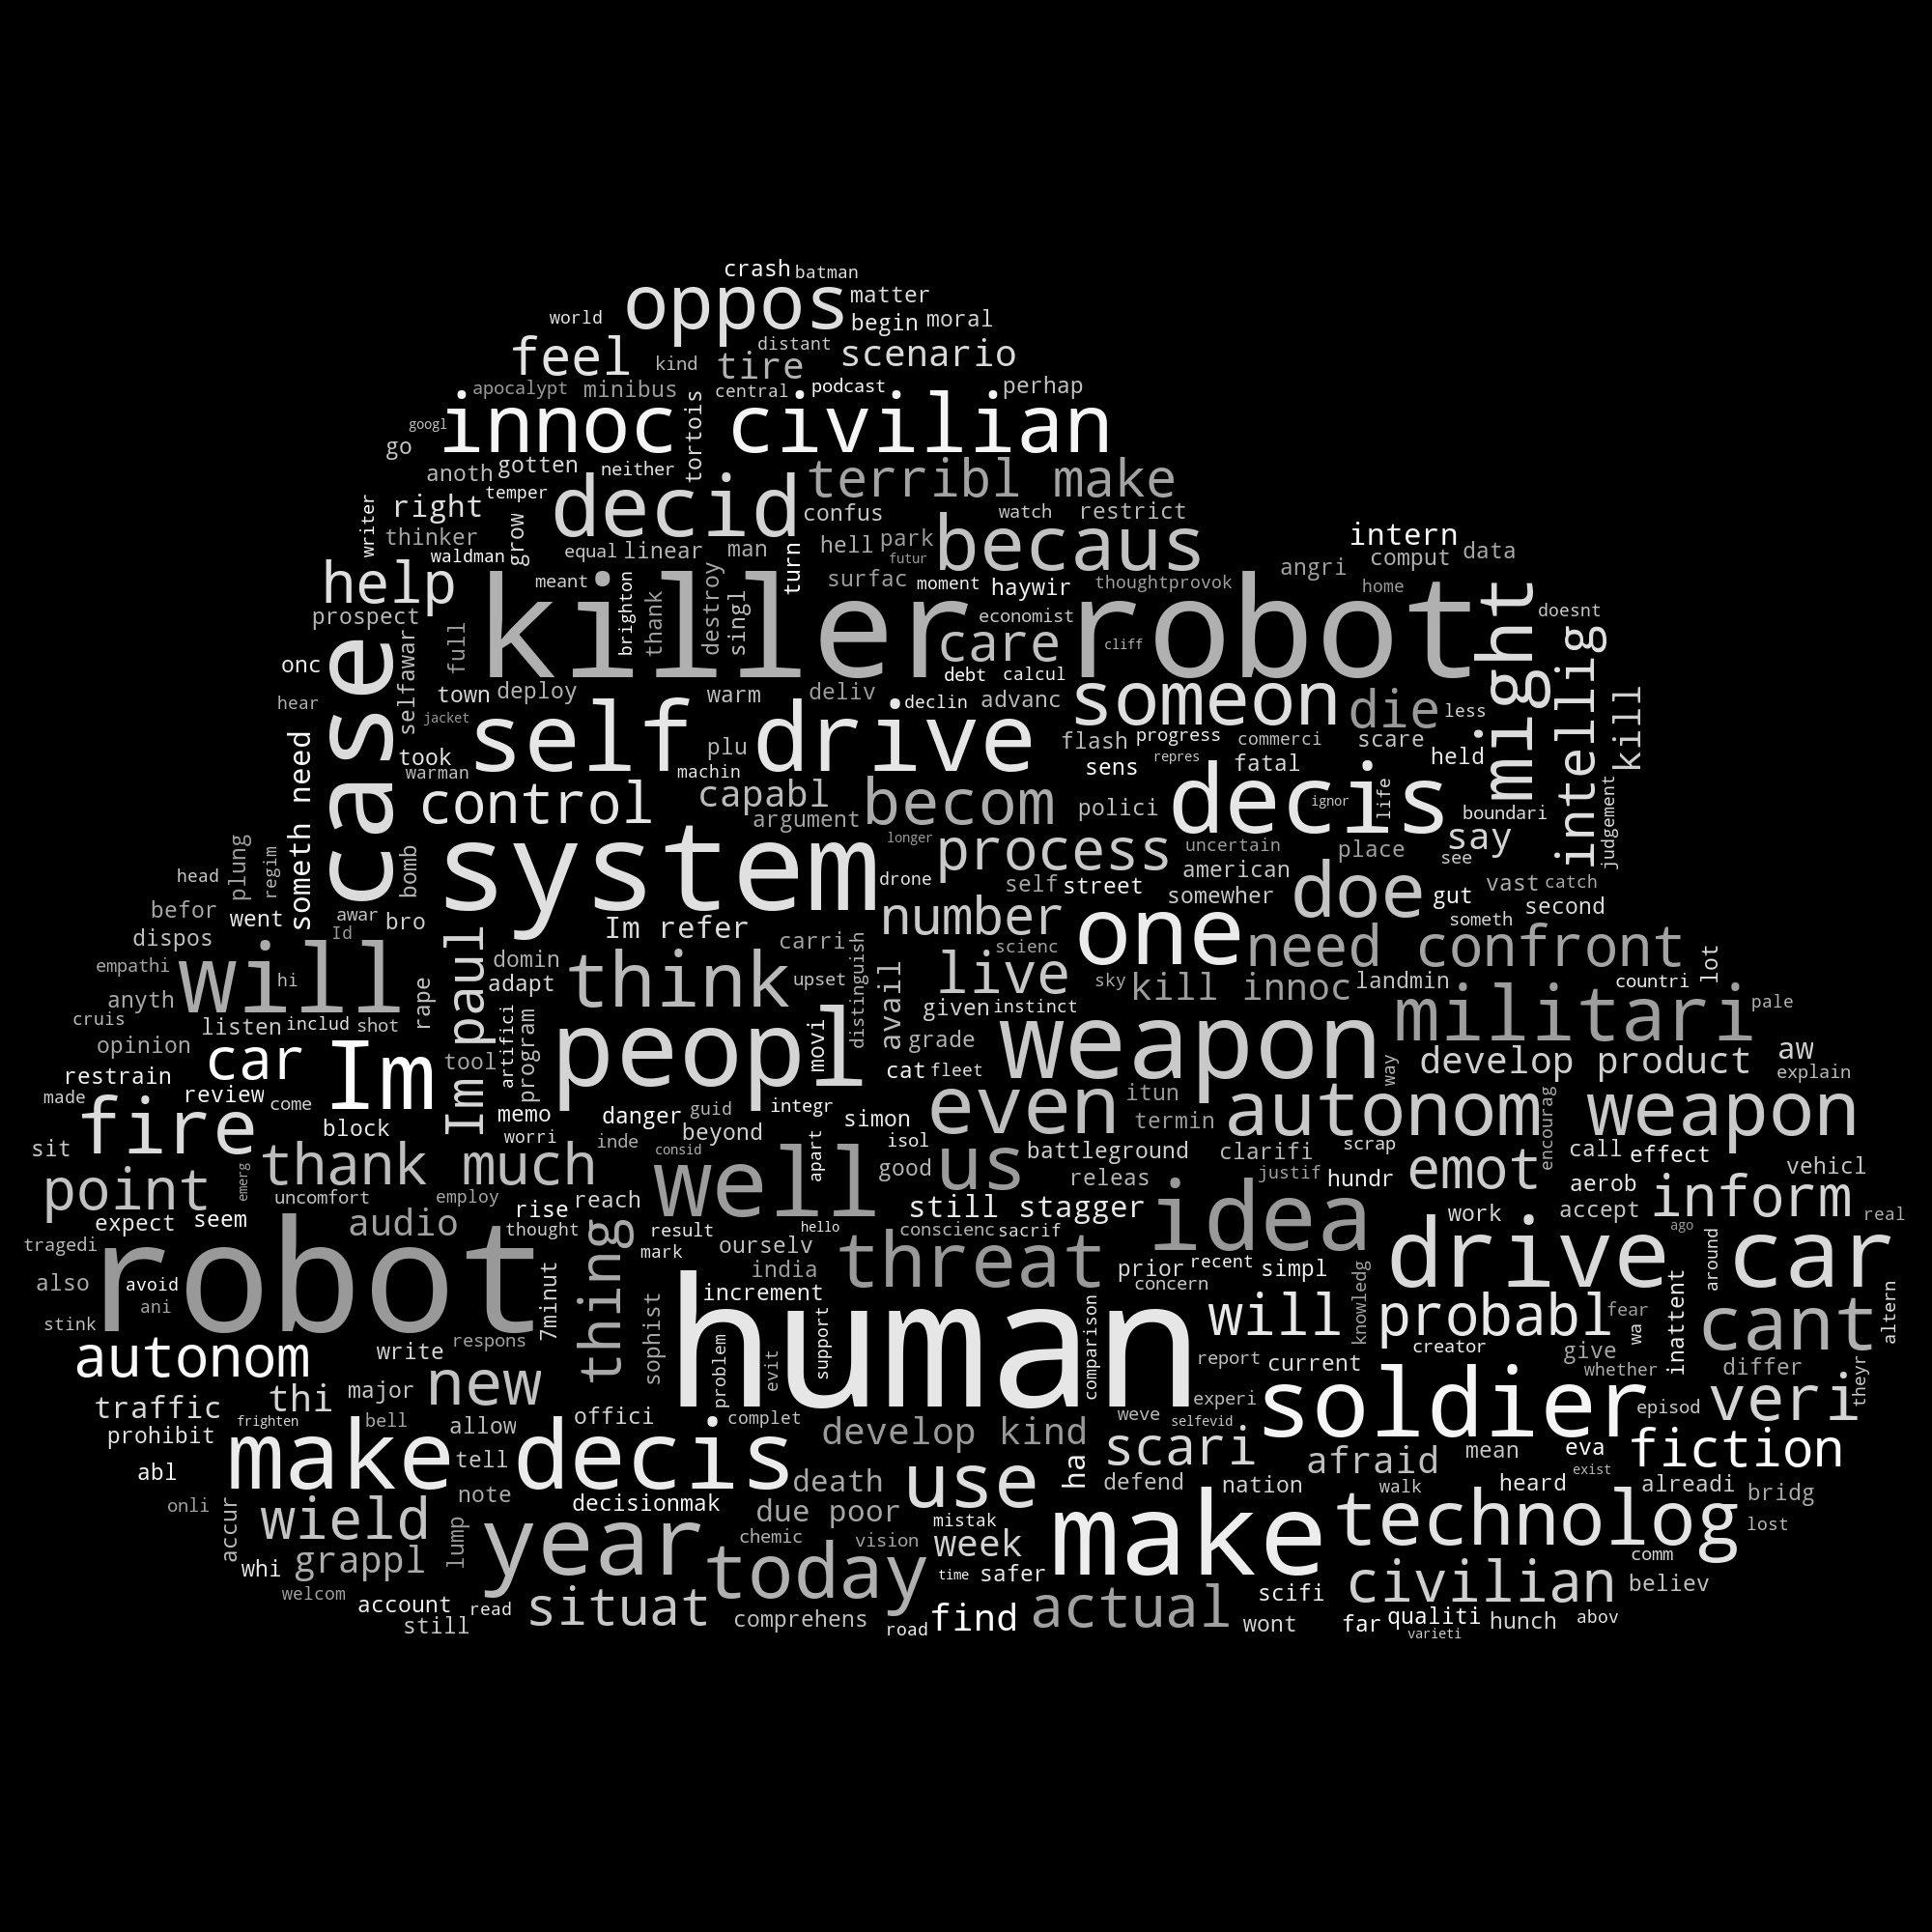 crash batman
oppos matter
world begin moral
feel kind tire distant scenario
apocalypt minibus central podcast perhap
googl innoc tortois civilian
go anoth gotten neither terribl make
writer right temper decid confus watch restrict
thinker grow becaus intern
waldman equal linear man turn hell park futur comput data
help meant brighton thank destroy singl surfac moment haywir thoughtprovok angri home
prospect killer robot economist might doesnt
case selfawar full care cliff intellig
onc town deploy warm deliv debt calcul kill
hear jacket self drive declin advanc someon die less
took plu flash progress commerci scare
warman machin sens repres fatal held
someth need control capabl becom polici decis ignor life boundari
argument longer process uncertain place say judgement
head plung regim bomb system drone self street american see
befor went awar bro Im refer number somewher doe gut vast catch
dispos Id carri scienc one someth second
empathi will hi Im paul domin think upset distinguish avail live sky need confront lot
anyth rape adapt given instinct kill innoc landmin countri
cruis listen includ shot artifici program peopl movi grade weapon militari pale
opinion car Im tool cat fleet way develop product aw
restrain review explain
made fire come block memo danger guid integr simon even itun autonom encourag weapon
sit worri inde beyond isol termin
point thank much consid well apart good us battleground clarifi scrap emot call effect vehicl
emerg uncomfort employ reach releas justif hundr aerob inform
expect seem audio rise still stagger idea accept real
tragedi robot thought thing result hello conscienc sacrif work ago
also avoid mark ourselv threat prior recent simpl drive car
ani 7minut india concern knowledg around
stink increment human will probabl fear wa inattent cant altern
autonom write respons sophist problem evit support comparison report current creator give differ
thi major new experi whether theyr
traffic frighten bell allow offici complet weve selfevid soldier episod veri
prohibit make decis develop kind scari afraid mean eva fiction
abl tell death use ha defend nation walk heard exist alreadi
onli accur wield note decisionmak due poor mistak make technolog bridg
whi grappl lump year chemic vision week lost
today time safer comm
welcom account read situat comprehens find actual scifi civilian believ
still road wont far qualiti hunch abov
varieti